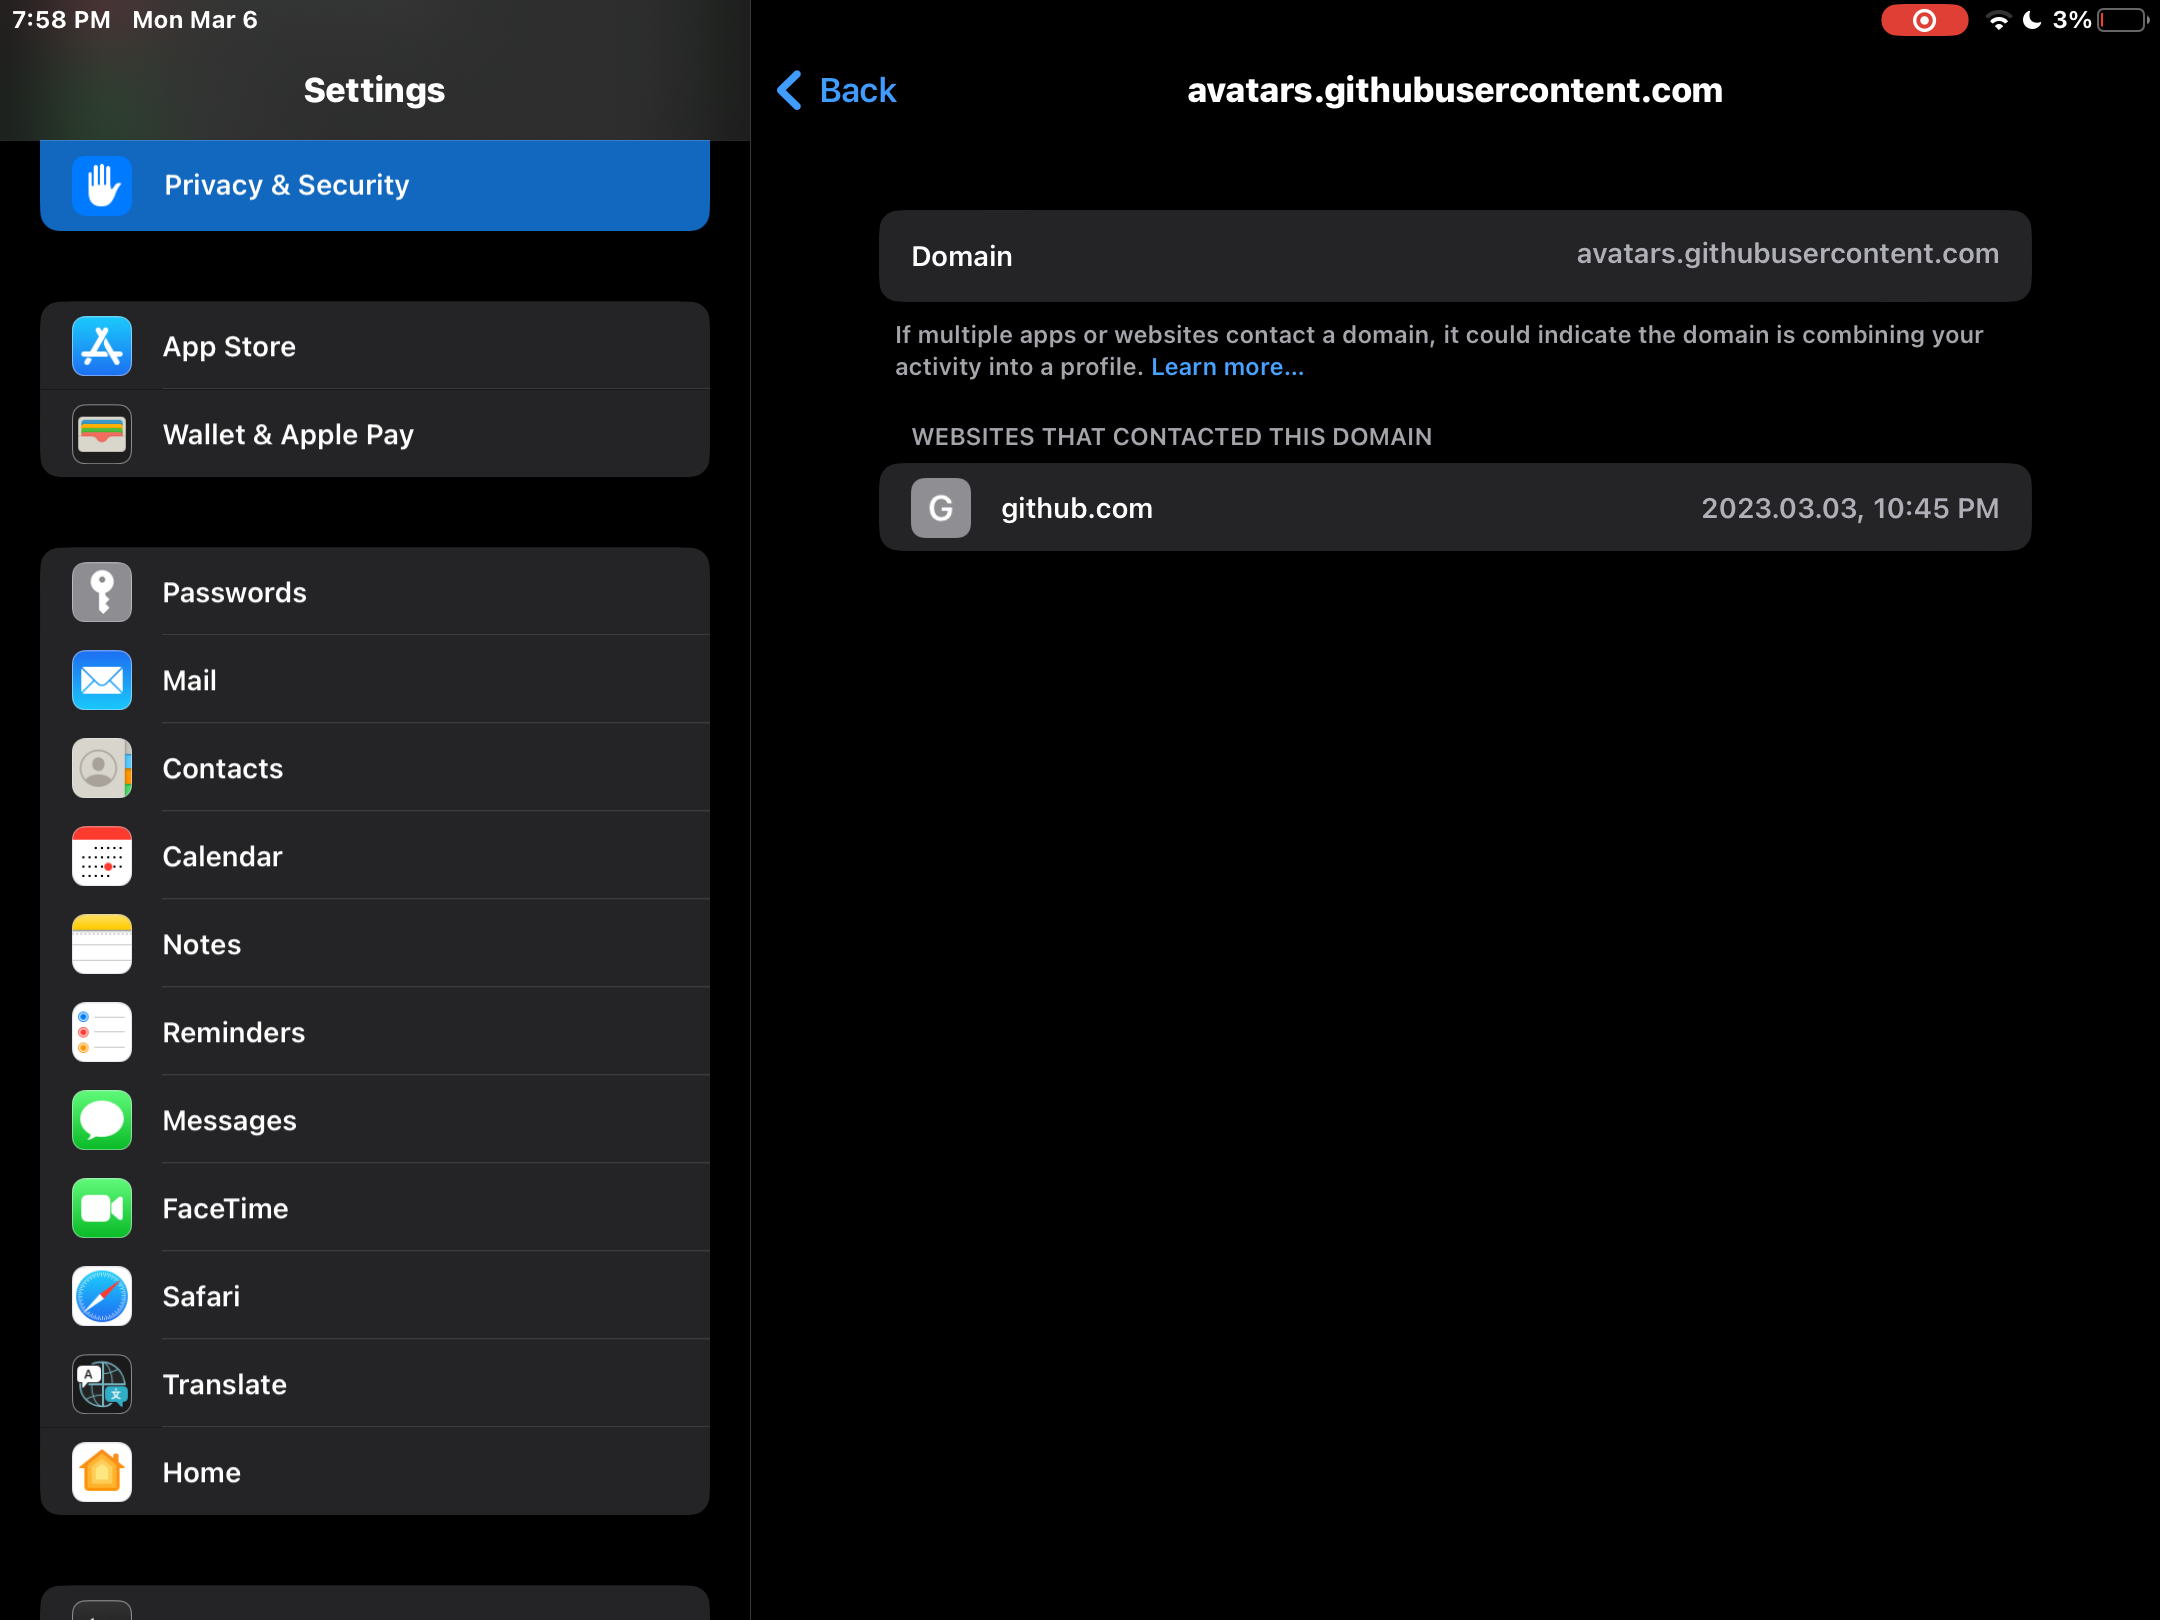 7:58 PM Mon Mar 6
3%
Settings
Privacy & Security
App Store
Wallet & Apple Pay
Passwords
Mail
Contacts
Calendar
Notes
Reminders
Messages
FaceTime
Safari
A
文
Translate
Home
Back
avatars.githubusercontent.com
Domain
avatars.githubusercontent.com
If multiple apps or websites contact a domain, it could indicate the domain is combining your
activity into a profile. Learn more...
WEBSITES THAT CONTACTED THIS DOMAIN
G
github.com
2023.03.03, 10:45 PM